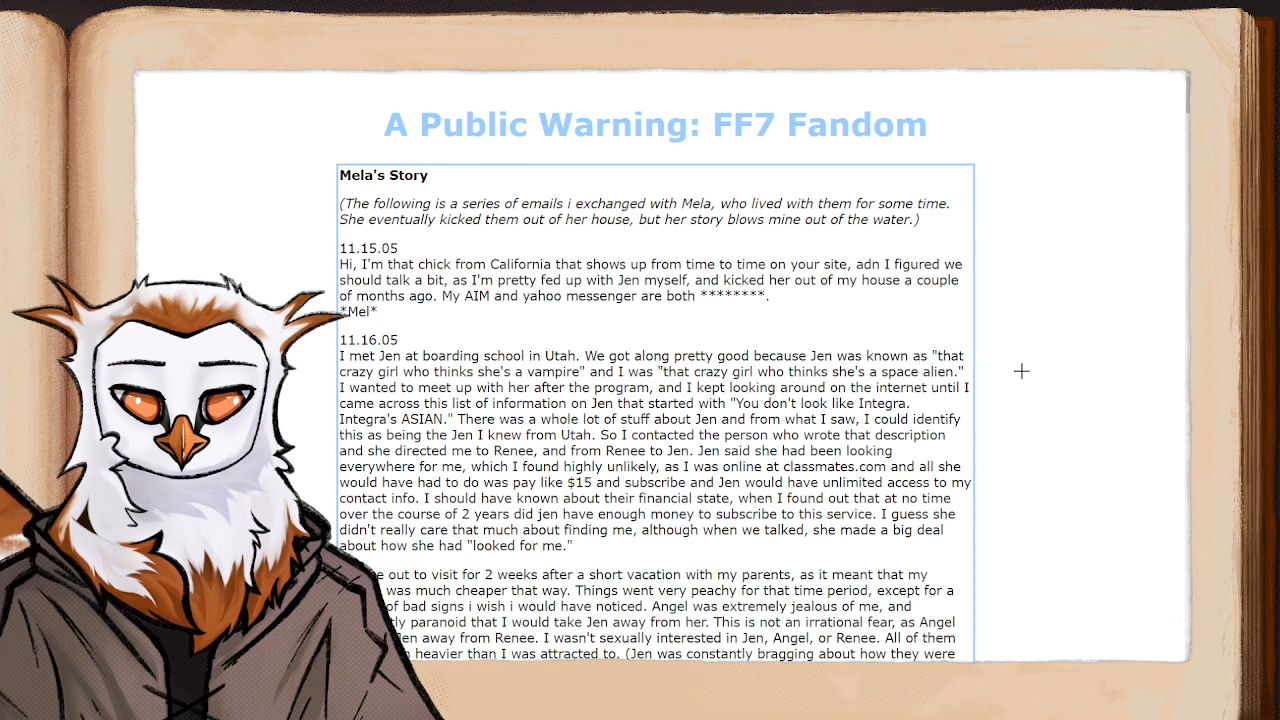 A Public Warning: FF7 Fandom
Mela's Story
(The following is a series of emails i exchanged with Mela, who lived with them for some time.
She eventually kicked them out of her house, but her story blows mine out of the water.)
11.15.05
Hi, I'm that chick from California that shows up from time to time on your site, adn I figured we
should talk a bit, as I'm pretty fed up with Jen myself, and kicked her out of my house a couple
of months ago. My AIM and yahoo messenger are both ********.
*Mel*
11.16.05
I met Jen at boarding school in Utah. We got along pretty good because Jen was known as "that
crazy girl who thinks she's a vampire" and I was "that crazy girl who thinks she's a space alien."
I wanted to meet up with her after the program, and I kept looking around on the internet until I
came across this list of information on Jen that started with "You don't look like Integra.
Integra's ASIAN." There was a whole lot of stuff about Jen and from what I saw, I could identify
this as being the Jen I knew from Utah. So I contacted the person who wrote that description
and she directed me to Renee, and from Renee to Jen. Jen said she had been looking
everywhere for me, which I found highly unlikely, as I was online at classmates.com and all she
would have had to do was pay like $15 and subscribe and Jen would have unlimited access to my
contact info. I should have known about their financial state, when I found out that at no time
over the course of 2 years did jen have enough money to subscribe to this service. I guess she
didn't really care that much about finding me, although when we talked, she made a big deal
about how she had "looked for me."
out to visit for 2 weeks after a short vacation with my parents, as it meant that my
was much cheaper that way. Things went very peachy for that time period, except for a
of bad signs i wish i would have noticed. Angel was extremely jealous of me, and
paranoid that I would take Jen away from her. This is not an irrational fear, as Angel
away from Renee. I wasn't sexually interested in Jen, Angel, or Renee. All of them
heavier than I was attracted to. (Jen was constantly bragging about how they were